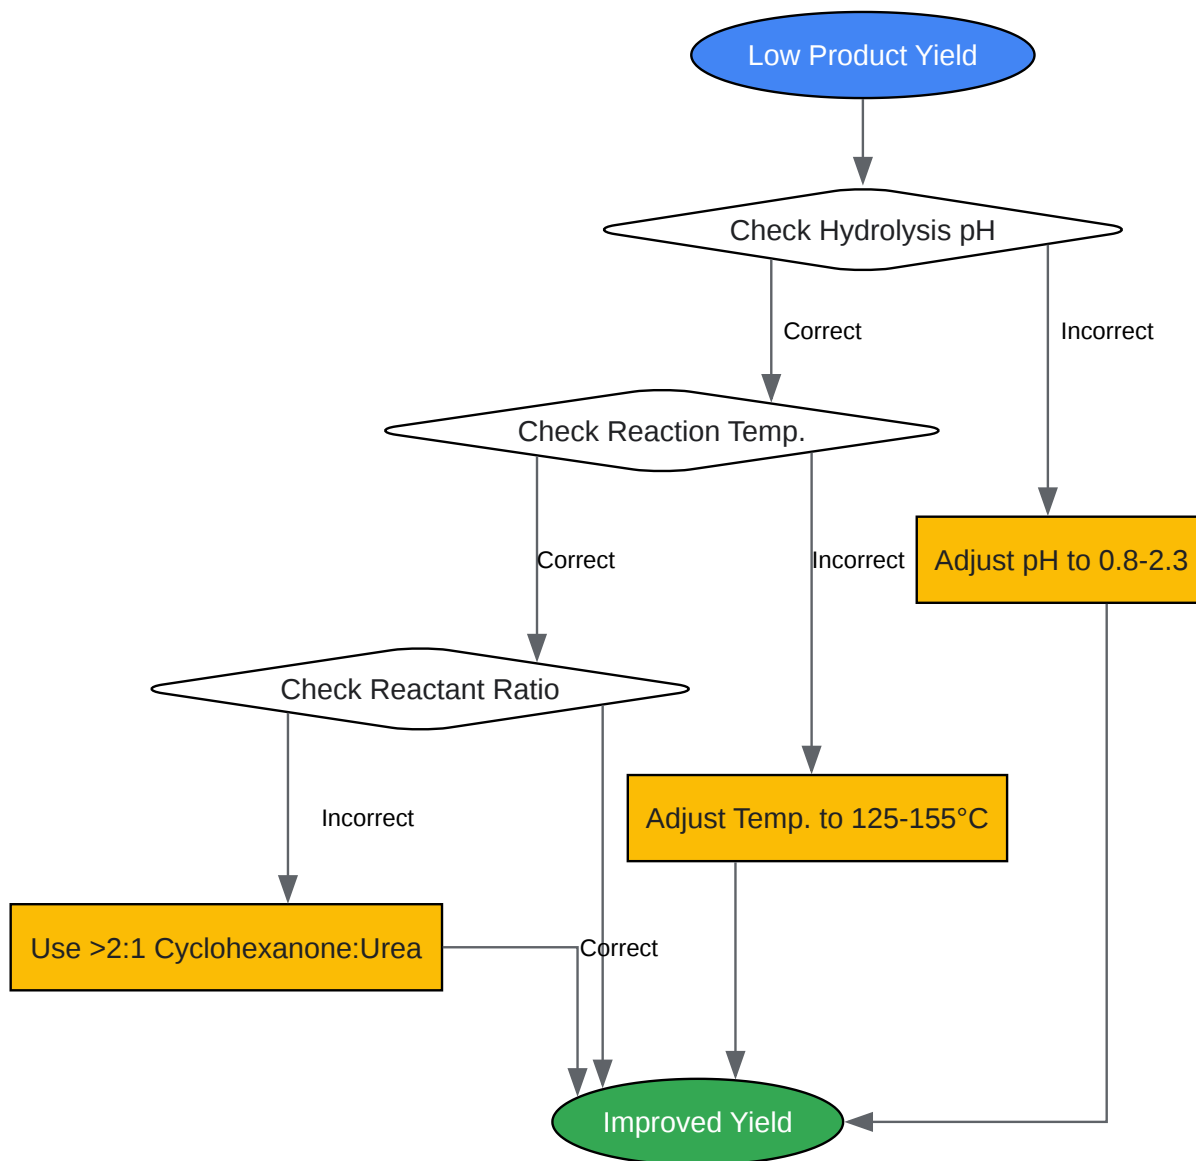 Low Product Yield
Check Hydrolysis pH
Correct
Incorrect
Check Reaction Temp.
Correct
Incorrect
Adjust pH to 0.8-2.3
Check Reactant Ratio
Incorrect
Adjust Temp. to 125-155°C
Use >2:1 Cyclohexanone:Urea
Correct
Improved Yield